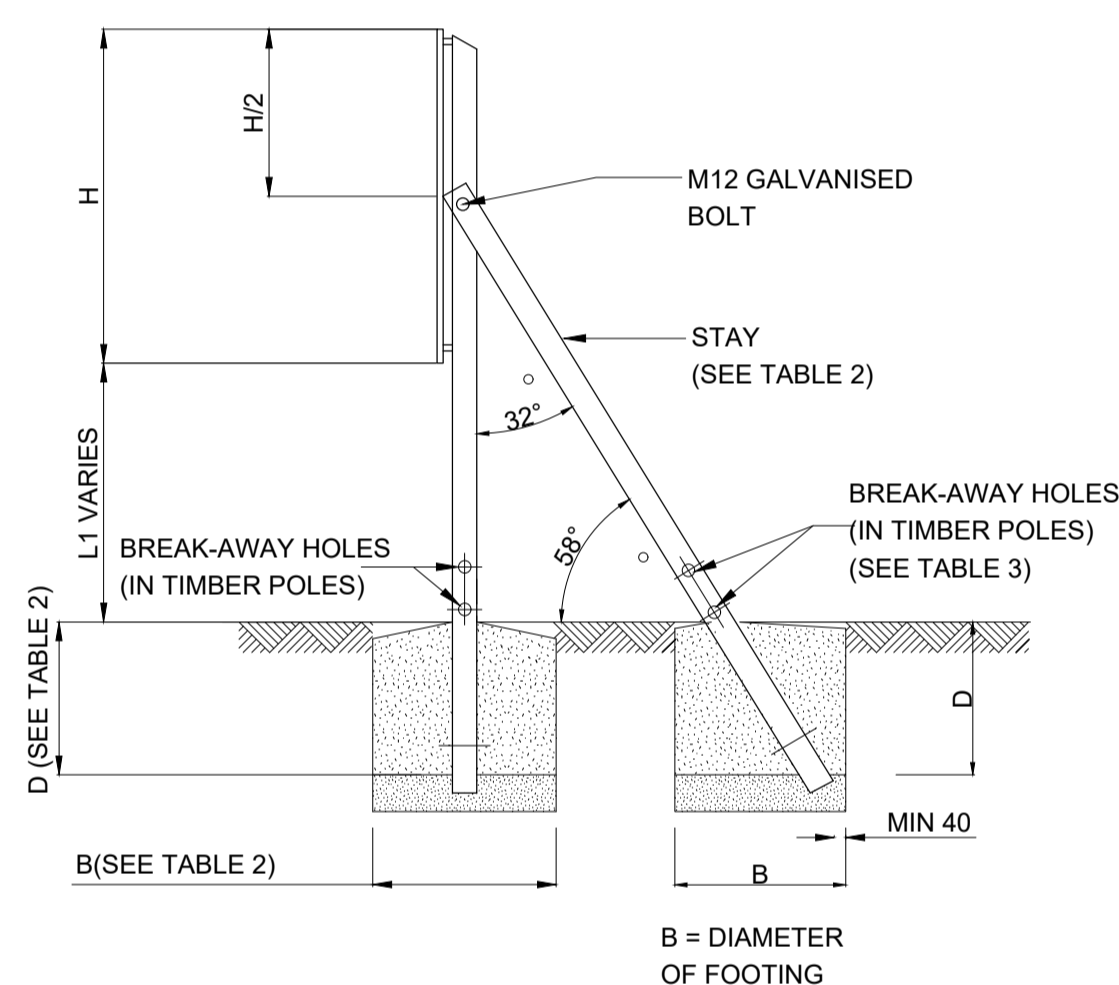 H/2
H
M12 GALVANISED
BOLT
STAY
(SEE TABLE 2)
32°
L1 VARIES
BREAK-AWAY HOLES
(IN TIMBER POLES)
58°
BREAK-AWAY HOLES
(IN TIMBER POLES)
(SEE TABLE 3)
D (SEE TABLE 2)
D
MIN 40
B(SEE TABLE 2)
B
B = DIAMETER
OF FOOTING